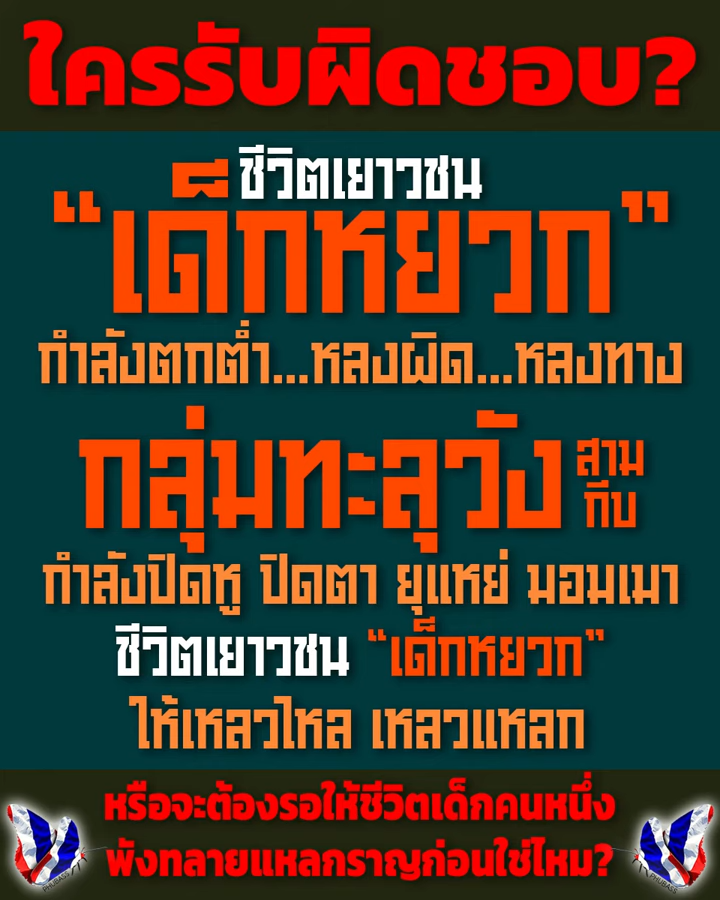 ใครรับผิดชอบ?
ชีวิตเยาวชน
“เด็กหยวก”
กำลังตกต่ำ...หลงผิด...หลงทาง
กลุ่มทะลุวัง สาม
กีบ
กำลังปิดหู ปิดตา ยุแหย่ มอมเมา
ชีวิตเยาวชน “เด็กหยวก”
ให้เหลวไหล เหลวแหลก
หรือจะต้องรอให้ชีวิตเด็กคนหนึ่ง
พังทลายแหลกราญก่อนใช่ไหม?
PHUBASS
PHUBASS